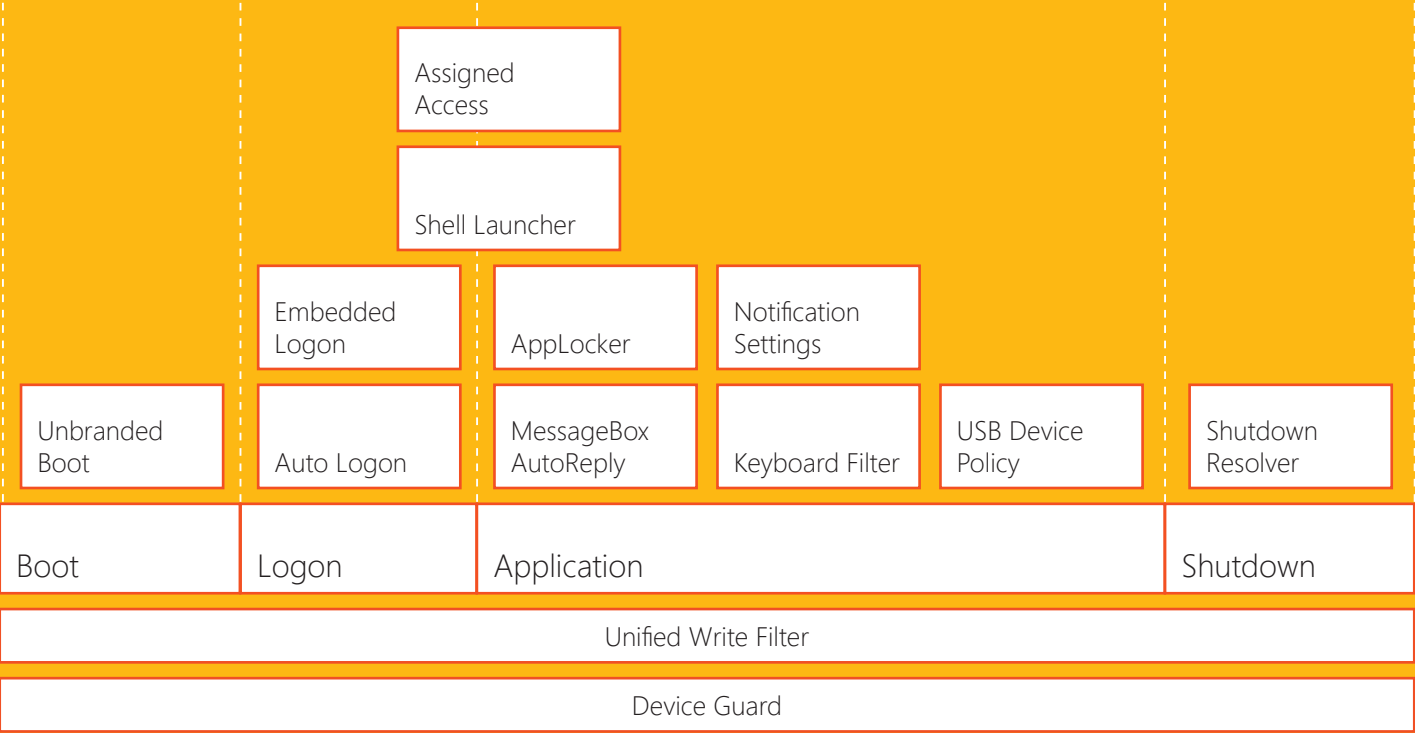 Assigned
Access
Shell Launcher
Embedded
Logon
AppLocker
Notification
Settings
Unbranded
Boot
Auto Logon
MessageBox
AutoReply
Keyboard Filter
USB Device
Policy
Shutdown
Resolver
Boot
Logon
Application
Shutdown
Unified Write Filter
Device Guard